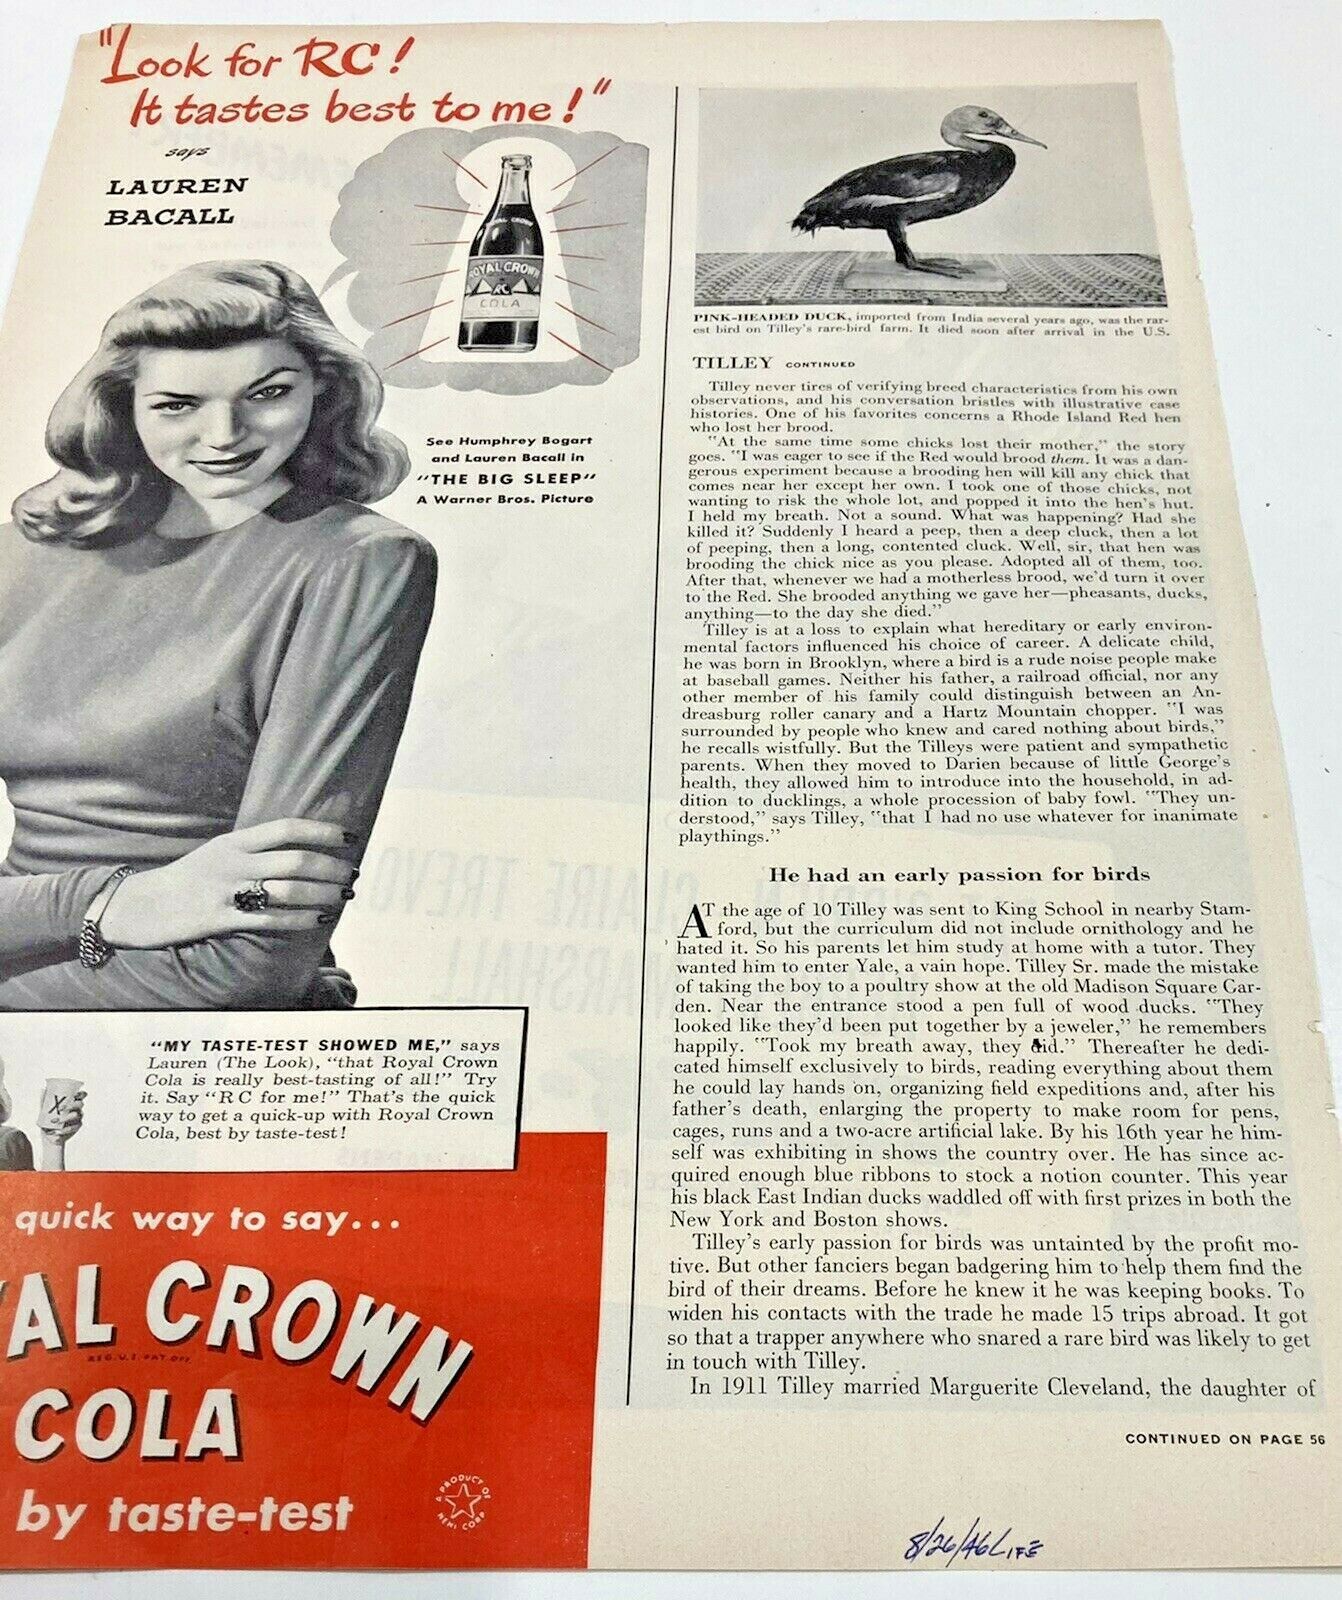 "Look for RC!
It tastes best to me!"
says
LAUREN
BACALL
ROYAL CROWN
RC
COLA
See Humphrey Bogart
and Lauren Bacall in
"THE BIG SLEEP"
A Warner Bros. Picture
"MY TASTE-TEST SHOWED ME," says
Lauren (The Look), "that Royal Crown
Cola is really best-tasting of all!" Try
it. Say "RC for me!" That's the quick
way to get a quick-up with Royal Crown
Cola, best by taste-test!
X
quick way to say...
YAL CROWN
REG. U.S. PAT. OFF.
COLA
by taste-test
A PRODUCT OF
NEHI CORP
PINK-HEADED DUCK, imported from India several years ago, was the rar-
est bird on Tilley's rare-bird farm. It died soon after arrival in the U.S.
TILLEY CONTINUED
Tilley never tires of verifying breed characteristics from his own
observations, and his conversation bristles with illustrative case
histories. One of his favorites concerns a Rhode Island Red hen
who lost her brood.
"At the same time some chicks lost their mother," the story
goes. "I was eager to see if the Red would brood them. It was a dan-
gerous experiment because a brooding hen will kill any chick that
comes near her except her own. I took one of those chicks, not
wanting to risk the whole lot, and popped it into the hen's hut.
I held my breath. Not a sound. What was happening? Had she
killed it? Suddenly I heard a peep, then a deep cluck, then a lot
of peeping, then a long, contented cluck. Well, sir, that hen was
brooding the chick nice as you please. Adopted all of them, too.
After that, whenever we had a motherless brood, we'd turn it over
to the Red. She brooded anything we gave her—pheasants, ducks,
anything—to the day she died."
Tilley is at a loss to explain what hereditary or early environ-
mental factors influenced his choice of career. A delicate child,
he was born in Brooklyn, where a bird is a rude noise people make
at baseball games. Neither his father, a railroad official, nor any
other member of his family could distinguish between an An-
dreasburg roller canary and a Hartz Mountain chopper. "I was
surrounded by people who knew and cared nothing about birds,"
he recalls wistfully. But the Tilleys were patient and sympathetic
parents. When they moved to Darien because of little George's
health, they allowed him to introduce into the household, in ad-
dition to ducklings, a whole procession of baby fowl. "They un-
derstood," says Tilley, "that I had no use whatever for inanimate
playthings."
He had an early passion for birds
AT the age of 10 Tilley was sent to King School in nearby Stam-
ford, but the curriculum did not include ornithology and he
hated it. So his parents let him study at home with a tutor. They
wanted him to enter Yale, a vain hope. Tilley Sr. made the mistake
of taking the boy to a poultry show at the old Madison Square Gar-
den. Near the entrance stood a pen full of wood ducks. "They
looked like they'd been put together by a jeweler," he remembers
happily. "Took my breath away, they did." Thereafter he dedi-
cated himself exclusively to birds, reading everything about them
he could lay hands on, organizing field expeditions and, after his
father's death, enlarging the property to make room for pens,
cages, runs and a two-acre artificial lake. By his 16th year he him-
self was exhibiting in shows the country over. He has since ac-
quired enough blue ribbons to stock a notion counter. This year
his black East Indian ducks waddled off with first prizes in both the
New York and Boston shows.
Tilley's early passion for birds was untainted by the profit mo-
tive. But other fanciers began badgering him to help them find the
bird of their dreams. Before he knew it he was keeping books. To
widen his contacts with the trade he made 15 trips abroad. It got
so that a trapper anywhere who snared a rare bird was likely to get
in touch with Tilley.
In 1911 Tilley married Marguerite Cleveland, the daughter of
CONTINUED ON PAGE 56
8/26/46 LIFE